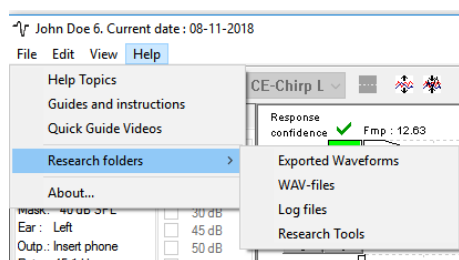 John Doe 6. Current date : 08-11-2018
File Edit View Help
Help Topics
Guides and instructions
Quick Guide Videos
Research folders
About...
CE-Chirp L
Response
confidence Fmp : 12.63
Exported Waveforms
WAV-files
Log files
Research Tools
Mask: 40 dB SPL
30 dB
Ear : Left
45 dB
Outp.: Insert phone
50 dB